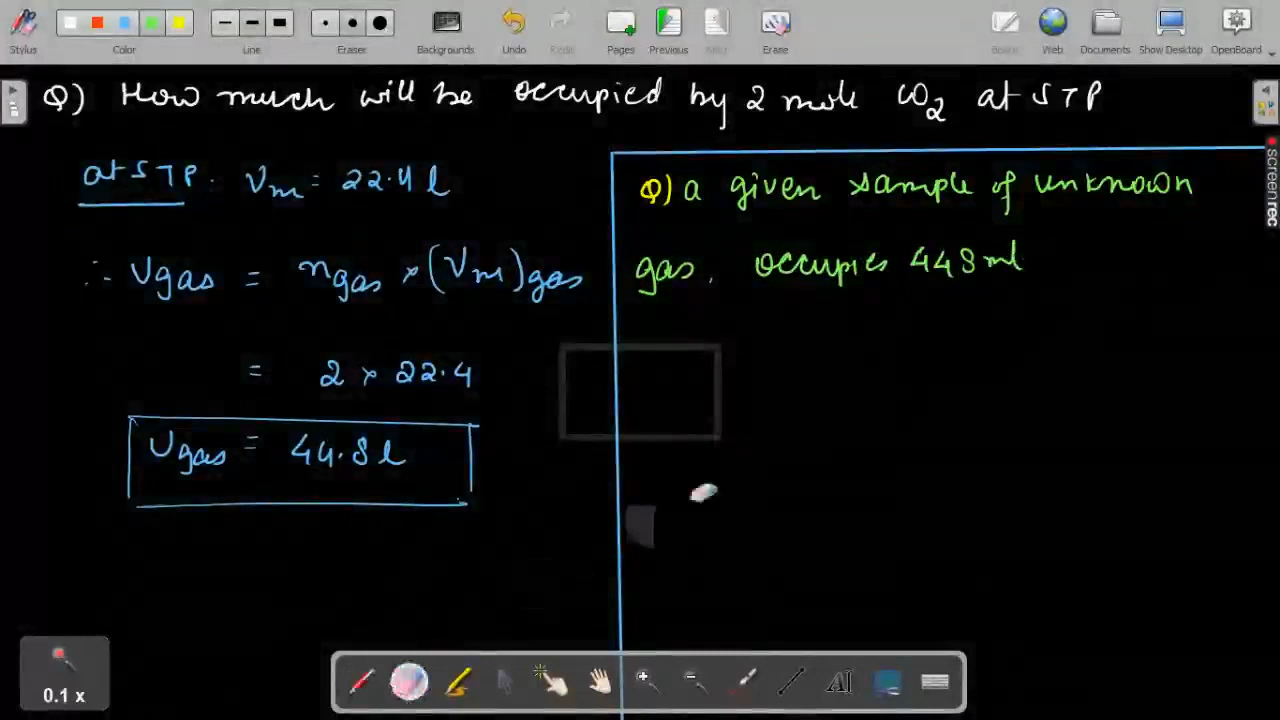 Stylus
Color
Line
Eraser
Backgrounds
Undo
Redo
Pages
Previous
Next
Erase
Board
Web
Documents
Show Desktop
OpenBoard
Q) How much will be occupied by 2 mole CO2 at STP
at STP. Vm = 22.4 l
∴ Vgas = ngas × (Vm)gas
= 2 × 22.4
Vgas = 44.8 l
Q) a given sample of unknown
gas. occupies 448 ml
screenrec
0.1 x
AI